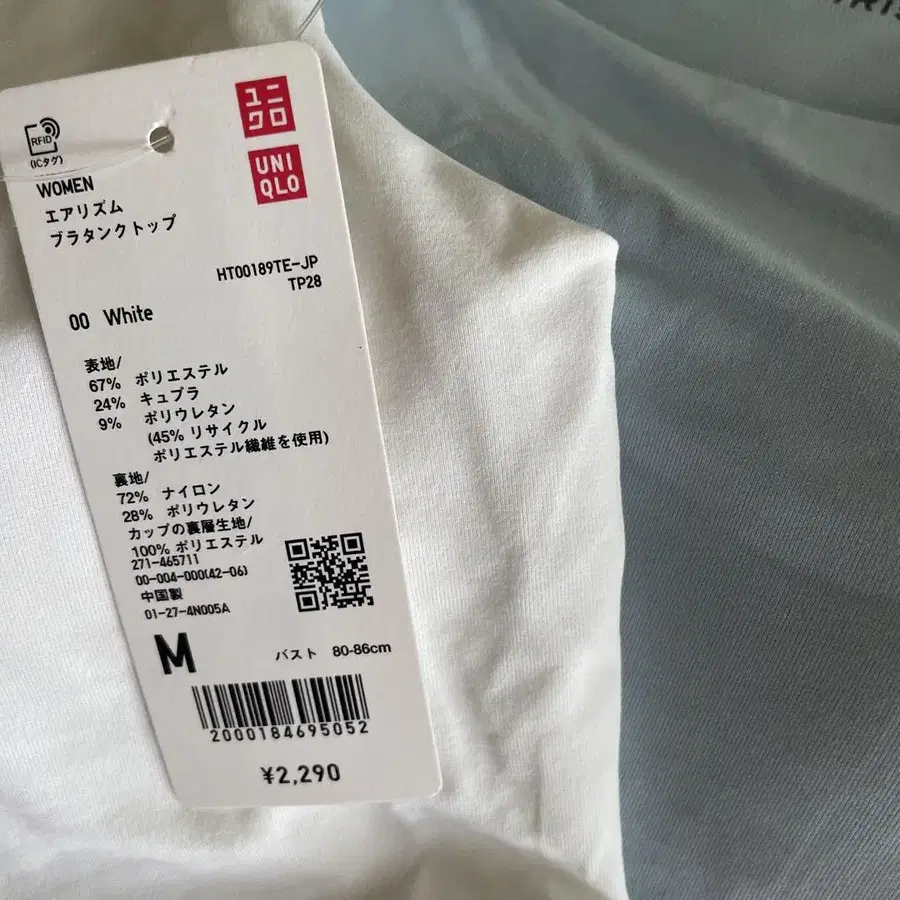 ユニクロ
UNI
QLO
RFID
(ICタグ)
WOMEN
エアリズム
ブラタンクトップ
HT00189TE-JP
TP28
00 White
表地/
67% ポリエステル
24% キュプラ
9% ポリウレタン
(45% リサイクル
ポリエステル繊維を使用)
裏地/
72% ナイロン
28% ポリウレタン
カップの裏層生地/
100% ポリエステル
271-465711
00-004-000(42-06)
中国製
01-27-4N005A
M バスト 80-86cm
2000184695052
¥2,290